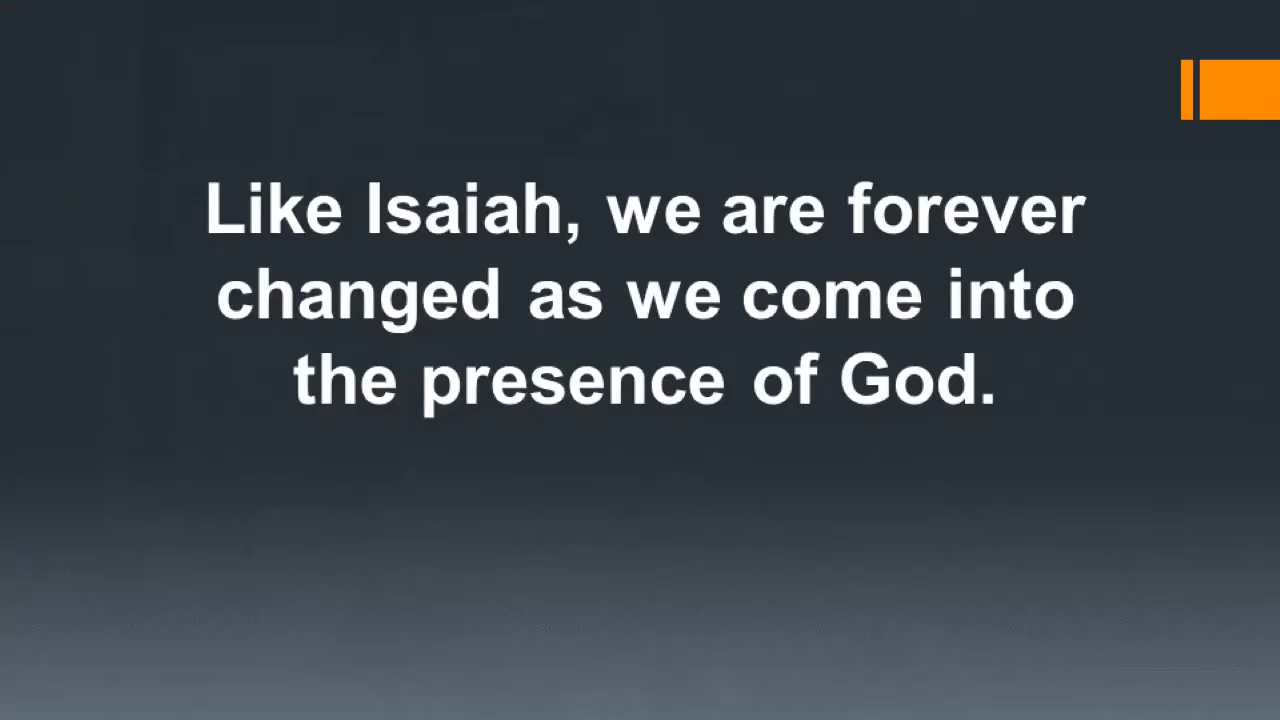 Like Isaiah, we are forever
changed as we come into
the presence of God.